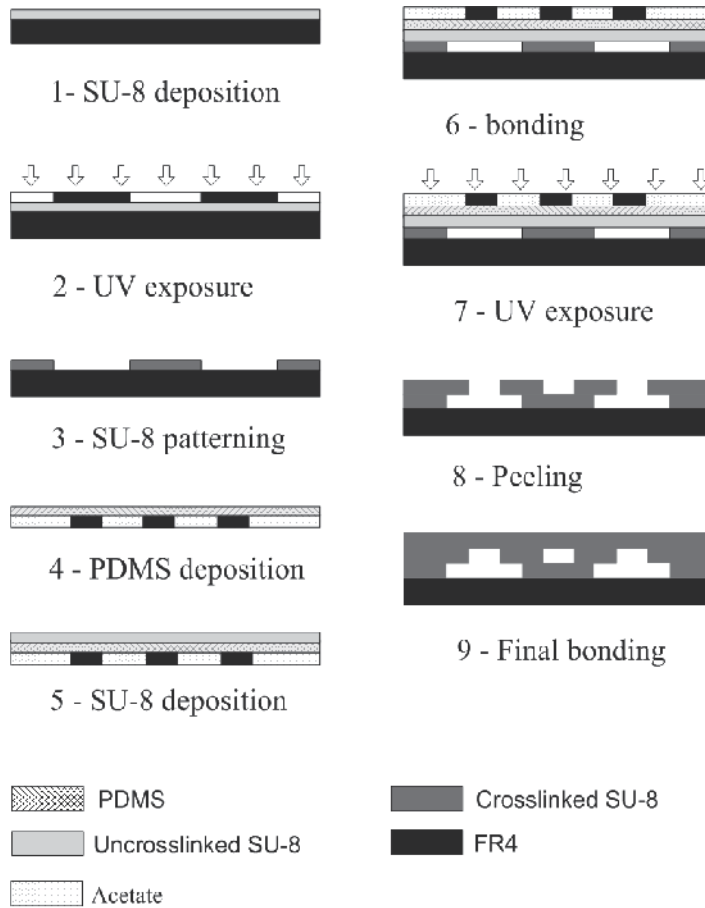 1- SU-8 deposition
2 - UV exposure
3 - SU-8 patterning
4 - PDMS deposition
5 - SU-8 deposition
6 - bonding
7 - UV exposure
8 - Peeling
9 - Final bonding
PDMS
Uncrosslinked SU-8
Acetate
Crosslinked SU-8
FR4